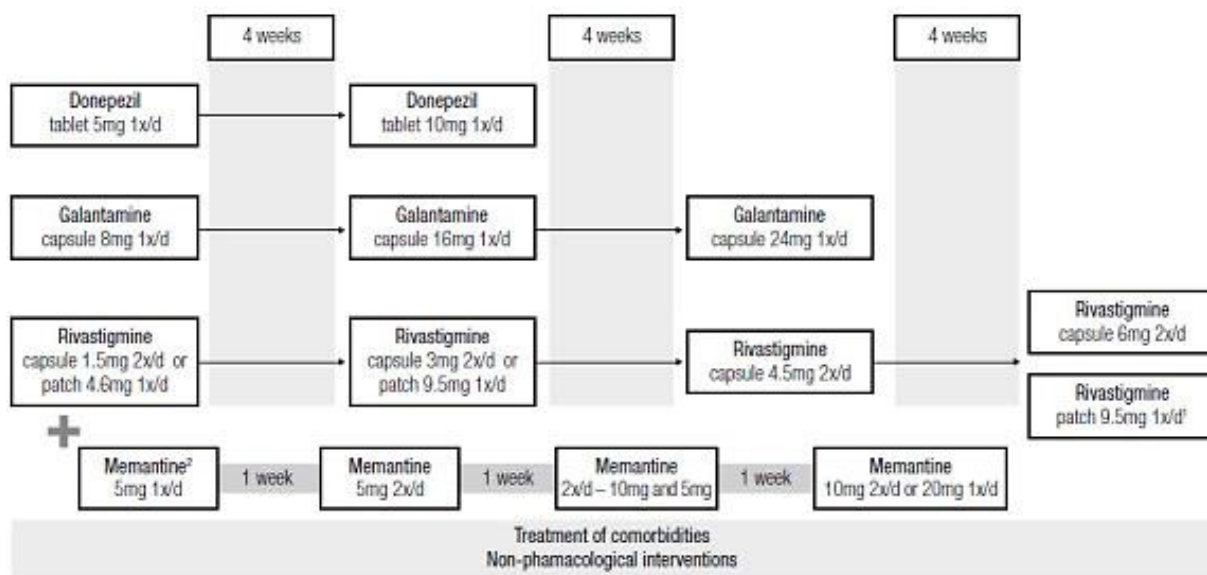 4 weeks
4 weeks
4 weeks
Donepezil
tablet 5mg 1x/d
Donepezil
tablet 10mg 1x/d
Galantamine
capsule 8mg 1x/d
Galantamine
capsule 16mg 1x/d
Galantamine
capsule 24mg 1x/d
Rivastigmine
capsule 1.5mg 2x/d or
patch 4.6mg 1x/d
Rivastigmine
capsule 3mg 2x/d or
patch 9.5mg 1x/d
Rivastigmine
capsule 4.5mg 2x/d
Rivastigmine
capsule 6mg 2x/d
Rivastigmine
patch 9.5mg 1x/d¹
+
Memantine²
5mg 1x/d
1 week
Memantine
5mg 2x/d
1 week
Memantine
2x/d – 10mg and 5mg
1 week
Memantine
10mg 2x/d or 20mg 1x/d
Treatment of comorbidities
Non-phamacological interventions